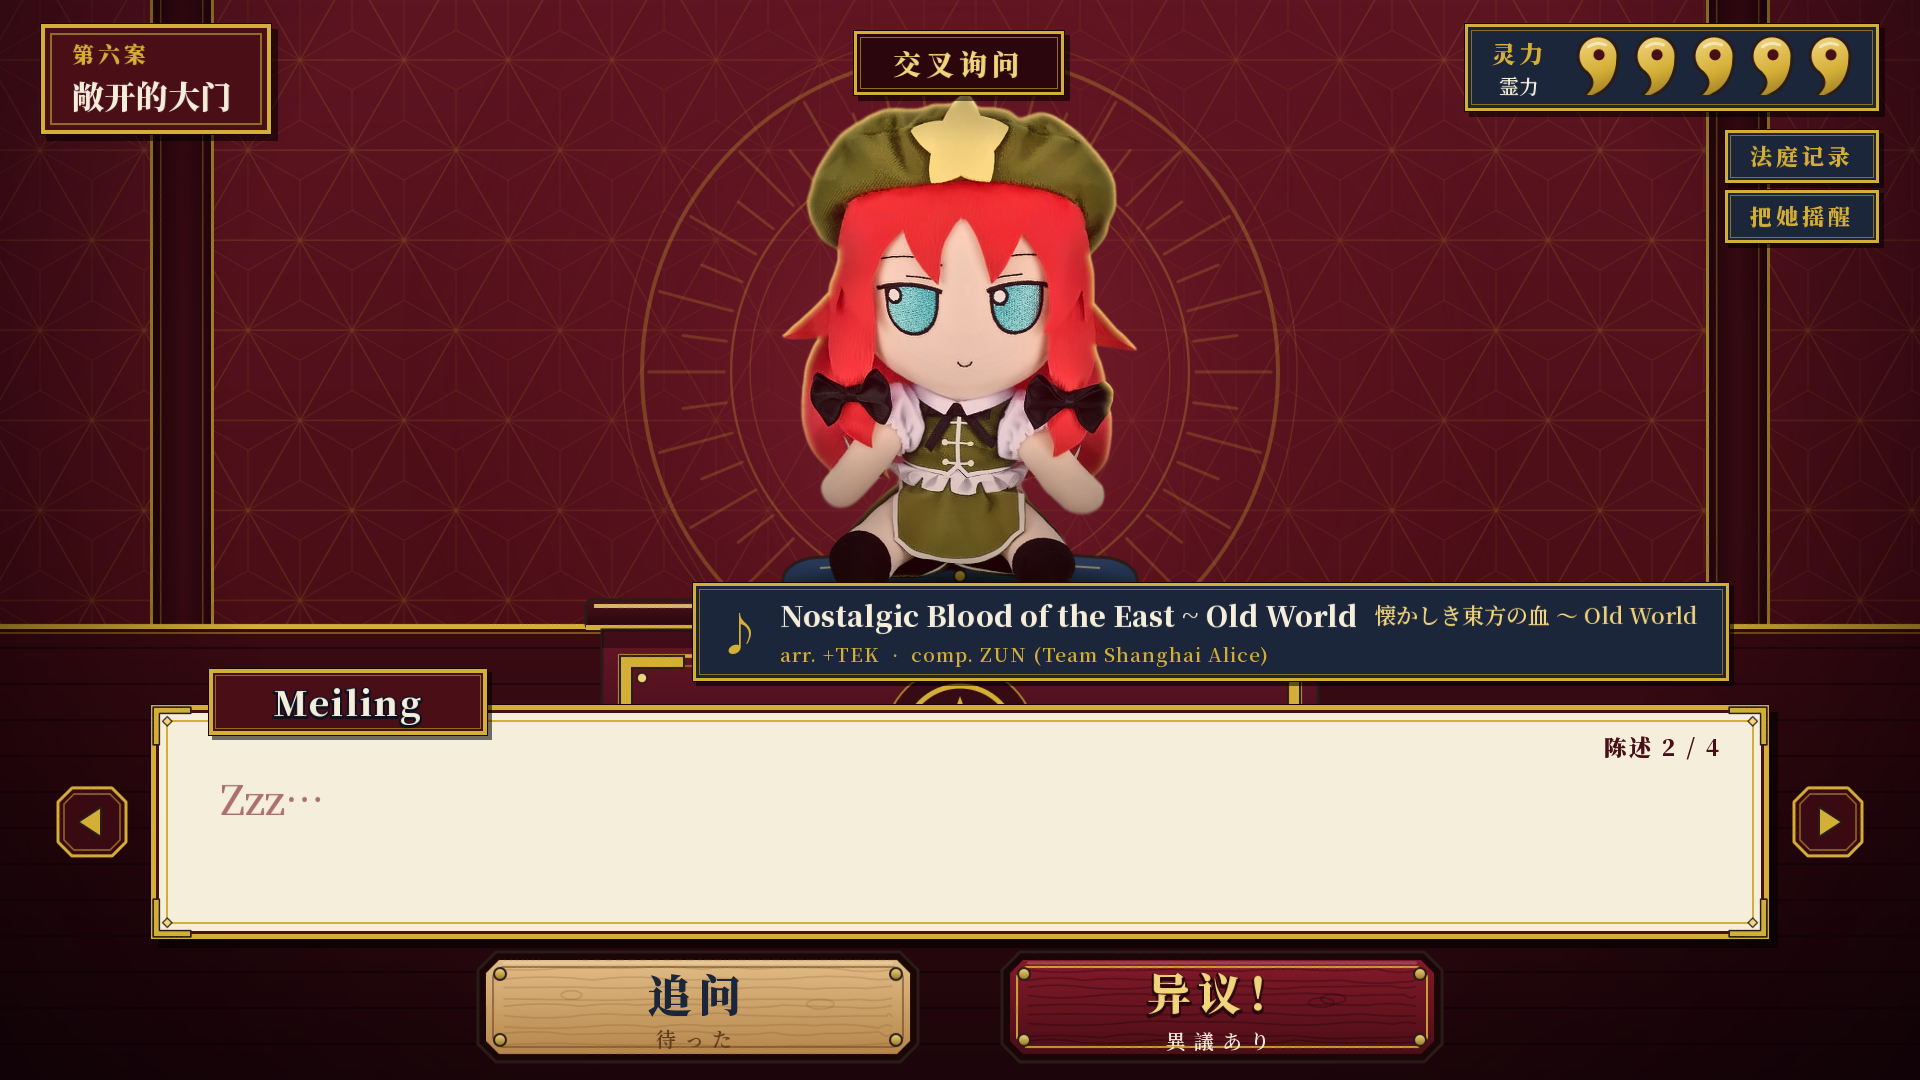 第六案
敞开的大门
交叉询问
灵力
霊力
法庭记录
把她摇醒
Nostalgic Blood of the East ~ Old World 懐かしき東方の血 ～ Old World
arr. +TEK · comp. ZUN (Team Shanghai Alice)
Meiling
陈述 2 / 4
Zzz…
追问
待った
异议!
異議あり